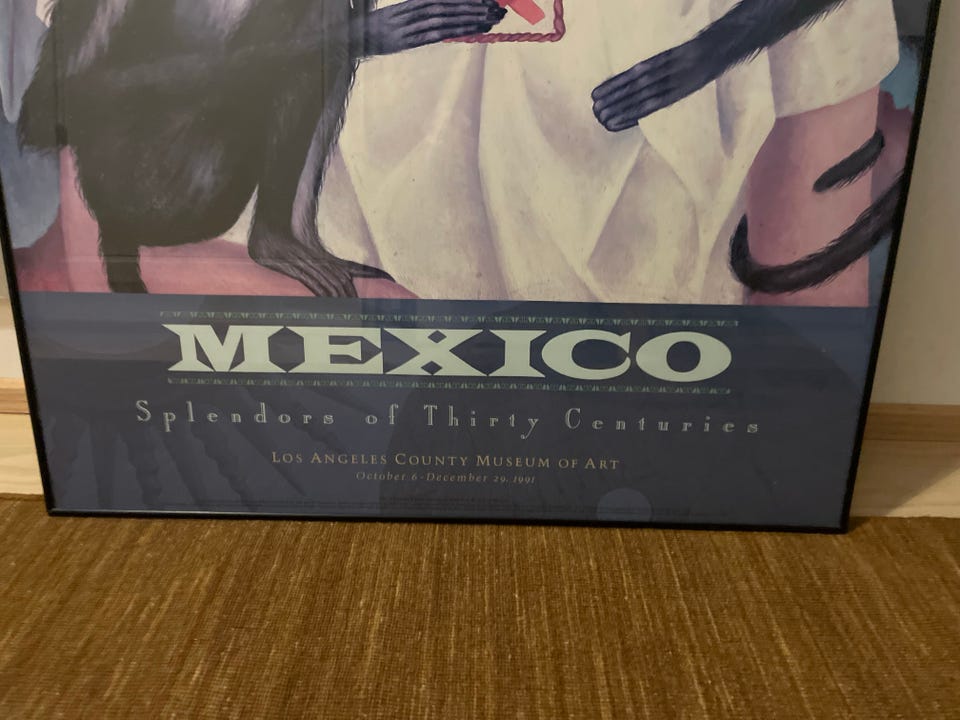 MEXICO
Splendors of Thirty Centuries
LOS ANGELES COUNTY MUSEUM OF ART
October 6 - December 29, 1991